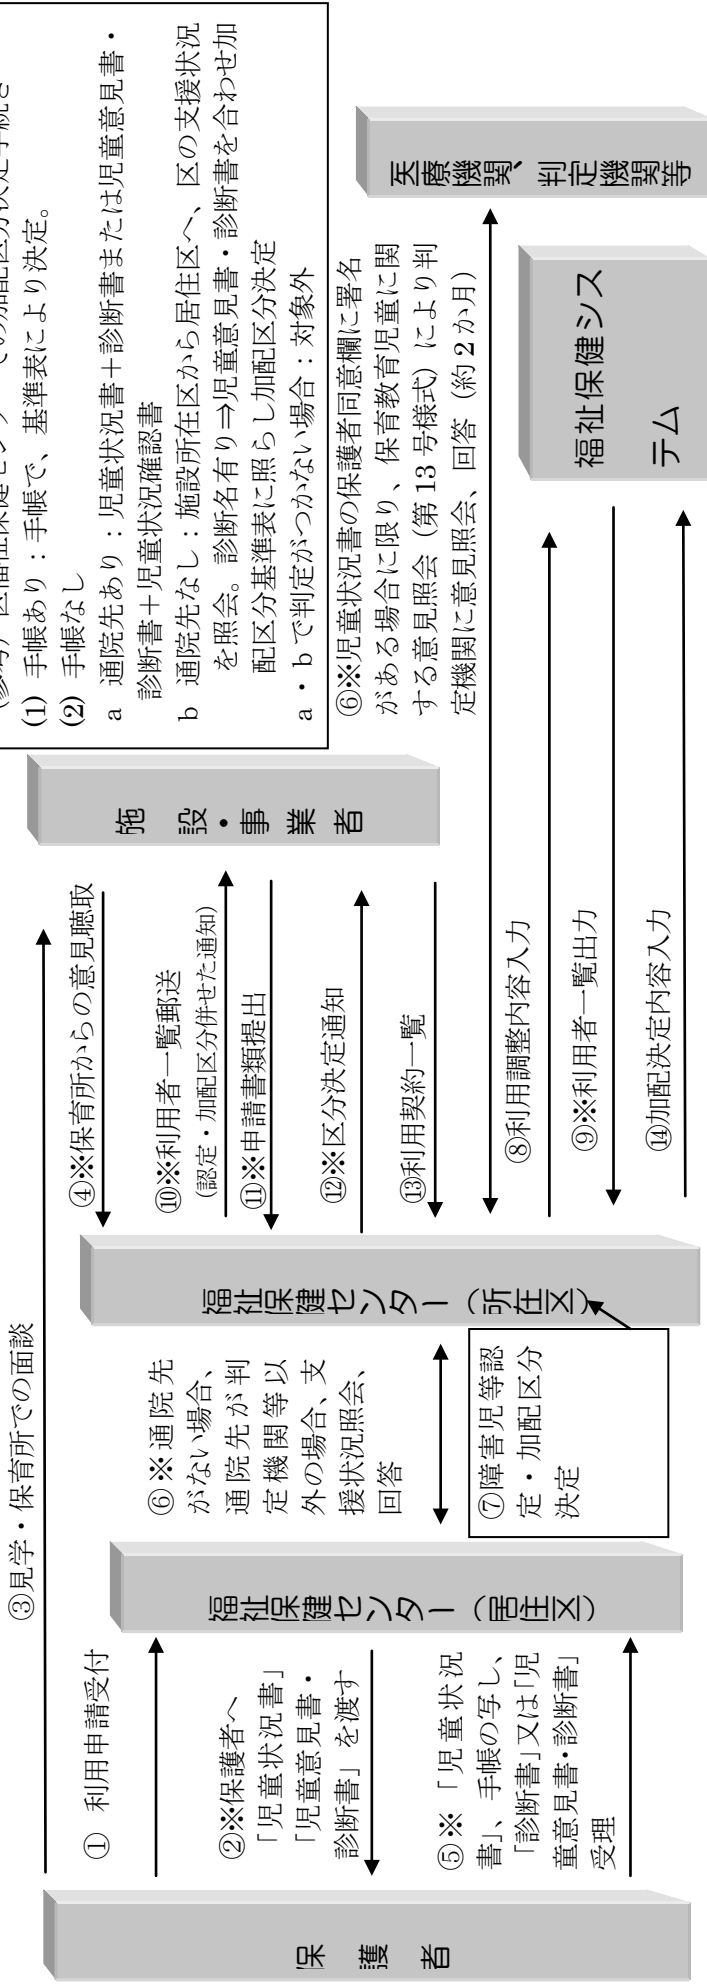 (参考) 区福祉保健センターでの加配区分決定手続き
(1) 手帳あり：手帳で、基準表により決定。
(2) 手帳なし
a 通院先あり：児童状況書＋診断書または児童意見書・
診断書＋児童状況確認書
b 通院先なし：施設所在区から居住区へ、区の支援状況
を照会。診断名有り⇒児童意見書・診断書を合わせ加
配区分基準表に照らし加配区分決定
a・bで判定がつかない場合：対象外
③見学・保育所での面談
① 利用申請受付
②※保護者へ
「児童状況書」
「児童意見書・
診断書」を渡す
⑤※「児童状況
書」、手帳の写し、
「診断書」又は「児
童意見書・診断書」
受理
保護者
福祉保健センター（居住区）
⑥※通院先
がない場合、
通院先が判
定機関等以
外の場合、支
援状況照会、
回答
⑦障害児等認
定・加配区分
決定
福祉保健センター（所在区）
④※保育所からの意見聴取
⑩※利用者一覧郵送
(認定・加配区分併せた通知)
⑪※申請書類提出
⑫※区分決定通知
⑬利用契約一覧
施設・事業者
⑥※児童状況書の保護者同意欄に署名
がある場合に限り、保育教育児童に関
する意見照会（第 13 号様式）により判
定機関に意見照会、回答（約 2 か月）
⑧利用調整内容入力
⑨※利用者一覧出力
⑭加配決定内容入力
医療機関、判定機関等
福祉保健シス
テム